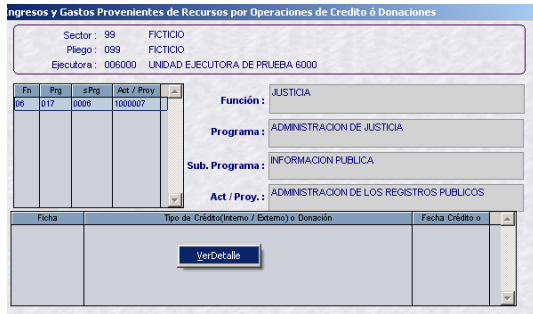 Ingresos y Gastos Provenientes de Recursos por Operaciones de Credito ó Donaciones
Sector : 99 FICTICIO
Pliego : 099 FICTICIO
Ejecutora : 006000 UNIDAD EJECUTORA DE PRUEBA 6000
Fn Prg sPrg Act / Proy
06 017 0006 1000007
Función : JUSTICIA
Programa : ADMINISTRACION DE JUSTICIA
Sub. Programa : INFORMACION PUBLICA
Act / Proy. : ADMINISTRACION DE LOS REGISTROS PUBLICOS
Ficha Tipo de Crédito(Interno / Externo) o Donación Fecha Crédito o
VerDetalle